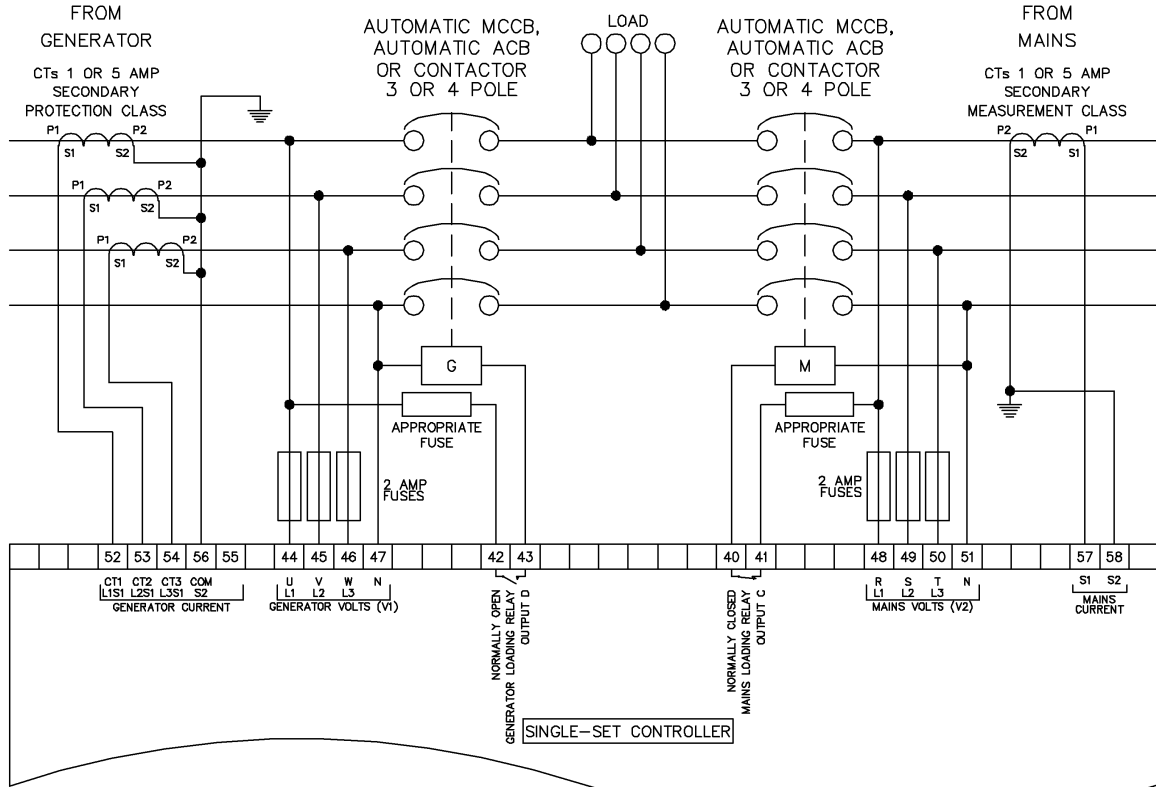 FROM
GENERATOR
CTs 1 OR 5 AMP
SECONDARY
PROTECTION CLASS
AUTOMATIC MCCB,
AUTOMATIC ACB
OR CONTACTOR
3 OR 4 POLE
LOAD
AUTOMATIC MCCB,
AUTOMATIC ACB
OR CONTACTOR
3 OR 4 POLE
FROM
MAINS
CTs 1 OR 5 AMP
SECONDARY
MEASUREMENT CLASS
P1 P2
S1 S2
P1 P2
S1 S2
P1 P2
S1 S2
P2 P1
S2 S1
G
M
APPROPRIATE
FUSE
APPROPRIATE
FUSE
2 AMP
FUSES
2 AMP
FUSES
52 53 54 56 55 44 45 46 47 42 43 40 41 48 49 50 51 57 58
CT1 CT2 CT3 COM
L1S1 L2S1 L3S1 S2
GENERATOR CURRENT
U V W N
L1 L2 L3
GENERATOR VOLTS (V1)
NORMALLY OPEN
GENERATOR LOADING RELAY
OUTPUT D
NORMALLY CLOSED
MAINS LOADING RELAY
OUTPUT C
R S T N
L1 L2 L3
MAINS VOLTS (V2)
S1 S2
MAINS
CURRENT
SINGLE-SET CONTROLLER